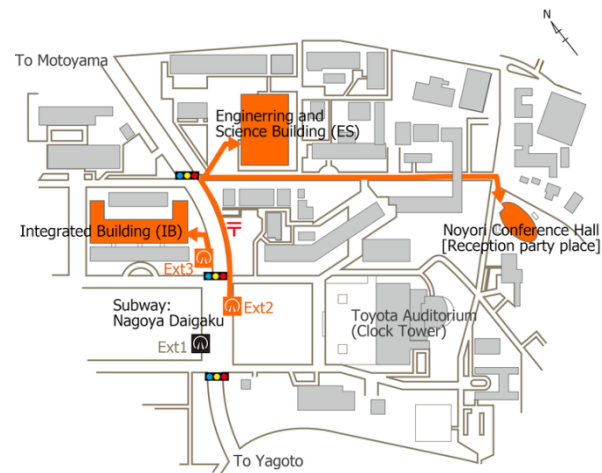 N
To Motoyama
Enginerring and
Science Building (ES)
Integrated Building (IB)
〒
Noyori Conference Hall
[Reception party place]
Ext3
Subway:
Nagoya Daigaku
Ext2
Toyota Auditorium
(Clock Tower)
Ext1
To Yagoto